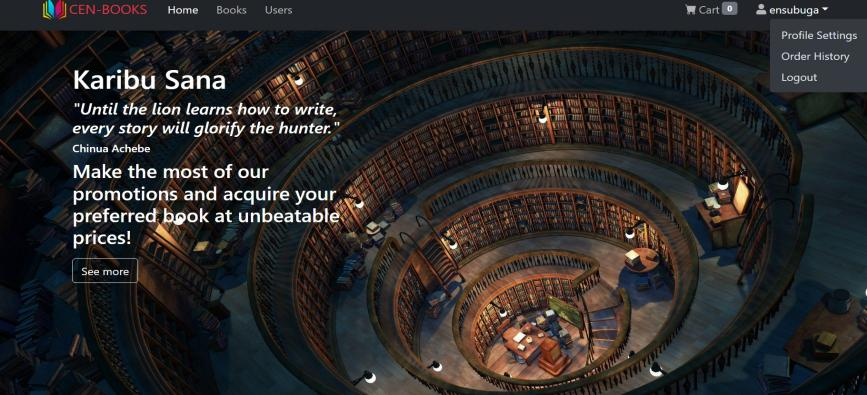 CEN-BOOKS Home Books Users Cart 0 ensubuga
Profile Settings
Order History
Logout
Karibu Sana
"Until the lion learns how to write,
every story will glorify the hunter."
Chinua Achebe
Make the most of our
promotions and acquire your
preferred book at unbeatable
prices!
See more